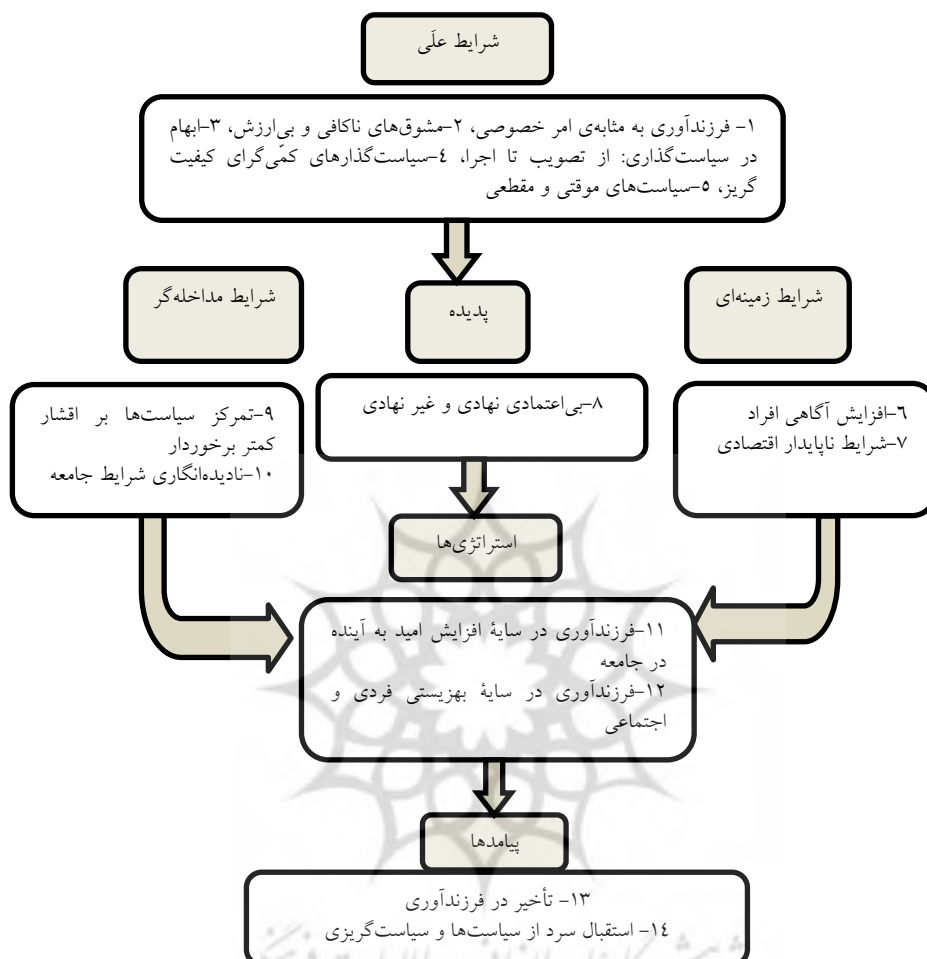 شرایط علَی
۱- فرزندآوری به مثابه‌ی امر خصوصی، ۲-مشوق‌های ناکافی و بی‌ارزش، ۳-ابهام
در سیاست‌گذاری: از تصویب تا اجرا، ٤-سیاست‌گذارهای کمّی‌گرای کیفیت
گریز، ٥-سیاست‌های موقتی و مقطعی
شرایط زمینه‌ای
پدیده
شرایط مداخله‌گر
٦-افزایش آگاهی افراد
۷-شرایط ناپایدار اقتصادی
۸-بی‌اعتمادی نهادی و غیر نهادی
۹-تمرکز سیاست‌ها بر اقشار
کمتر برخوردار
۱۰-نادیده‌انگاری شرایط جامعه
استراتژی‌ها
۱۱-فرزندآوری در سایۀ افزایش امید به آینده
در جامعه
۱۲-فرزندآوری در سایۀ بهزیستی فردی و
اجتماعی
پیامدها
۱۳- تأخیر در فرزندآوری
۱٤- استقبال سرد از سیاست‌ها و سیاست‌گریزی